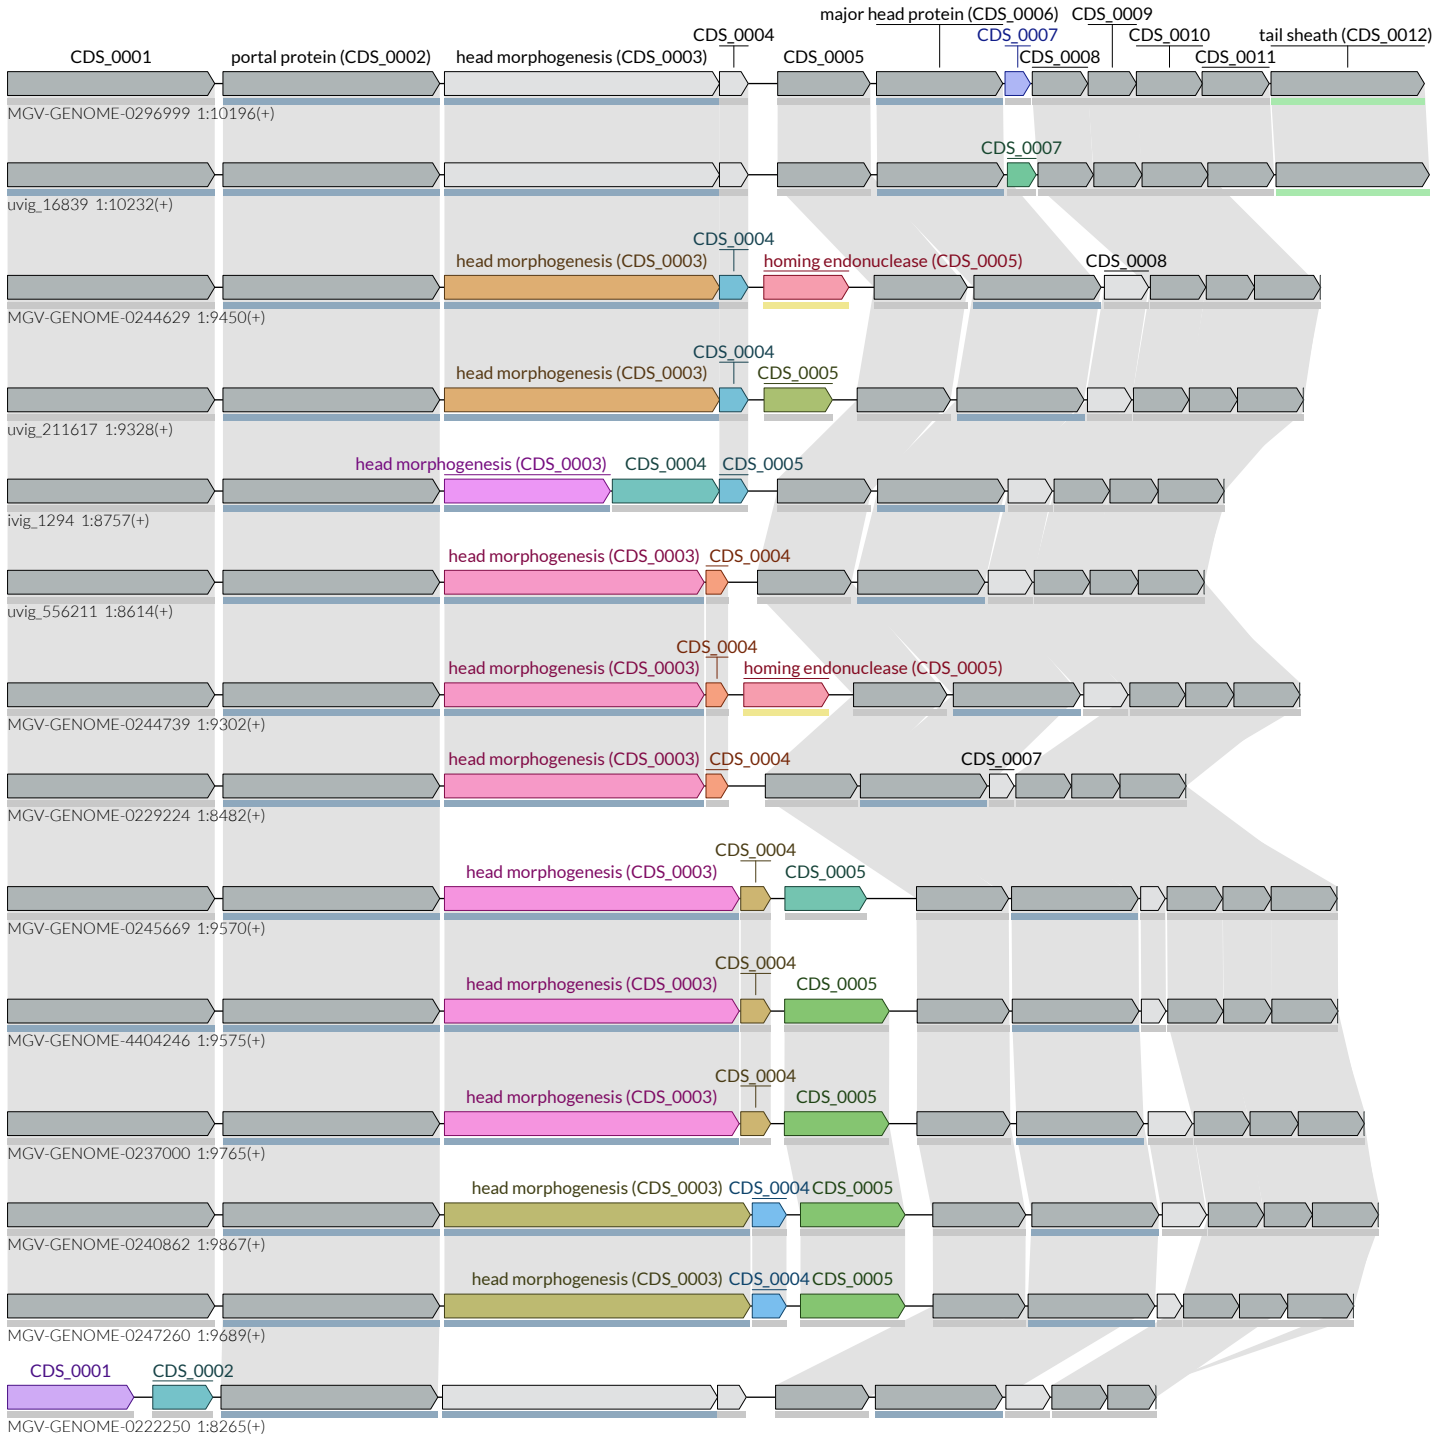 major head protein (CDS_0006) CDS_0009
CDS_0004 CDS_0007 CDS_0010 tail sheath (CDS_0012)
CDS_0001 portal protein (CDS_0002) head morphogenesis (CDS_0003) CDS_0005 CDS_0008 CDS_0011
MGV-GENOME-0296999 1:10196(+)
CDS_0007
uvig_16839 1:10232(+)
CDS_0004
head morphogenesis (CDS_0003) homing endonuclease (CDS_0005) CDS_0008
MGV-GENOME-0244629 1:9450(+)
CDS_0004
head morphogenesis (CDS_0003) CDS_0005
uvig_211617 1:9328(+)
head morphogenesis (CDS_0003) CDS_0004 CDS_0005
ivig_1294 1:8757(+)
head morphogenesis (CDS_0003) CDS_0004
uvig_556211 1:8614(+)
CDS_0004
head morphogenesis (CDS_0003) homing endonuclease (CDS_0005)
MGV-GENOME-0244739 1:9302(+)
head morphogenesis (CDS_0003) CDS_0004 CDS_0007
MGV-GENOME-0229224 1:8482(+)
CDS_0004
head morphogenesis (CDS_0003) CDS_0005
MGV-GENOME-0245669 1:9570(+)
CDS_0004
head morphogenesis (CDS_0003) CDS_0005
MGV-GENOME-4404246 1:9575(+)
CDS_0004
head morphogenesis (CDS_0003) CDS_0005
MGV-GENOME-0237000 1:9765(+)
head morphogenesis (CDS_0003) CDS_0004 CDS_0005
MGV-GENOME-0240862 1:9867(+)
head morphogenesis (CDS_0003) CDS_0004 CDS_0005
MGV-GENOME-0247260 1:9689(+)
CDS_0001 CDS_0002
MGV-GENOME-0222250 1:8265(+)